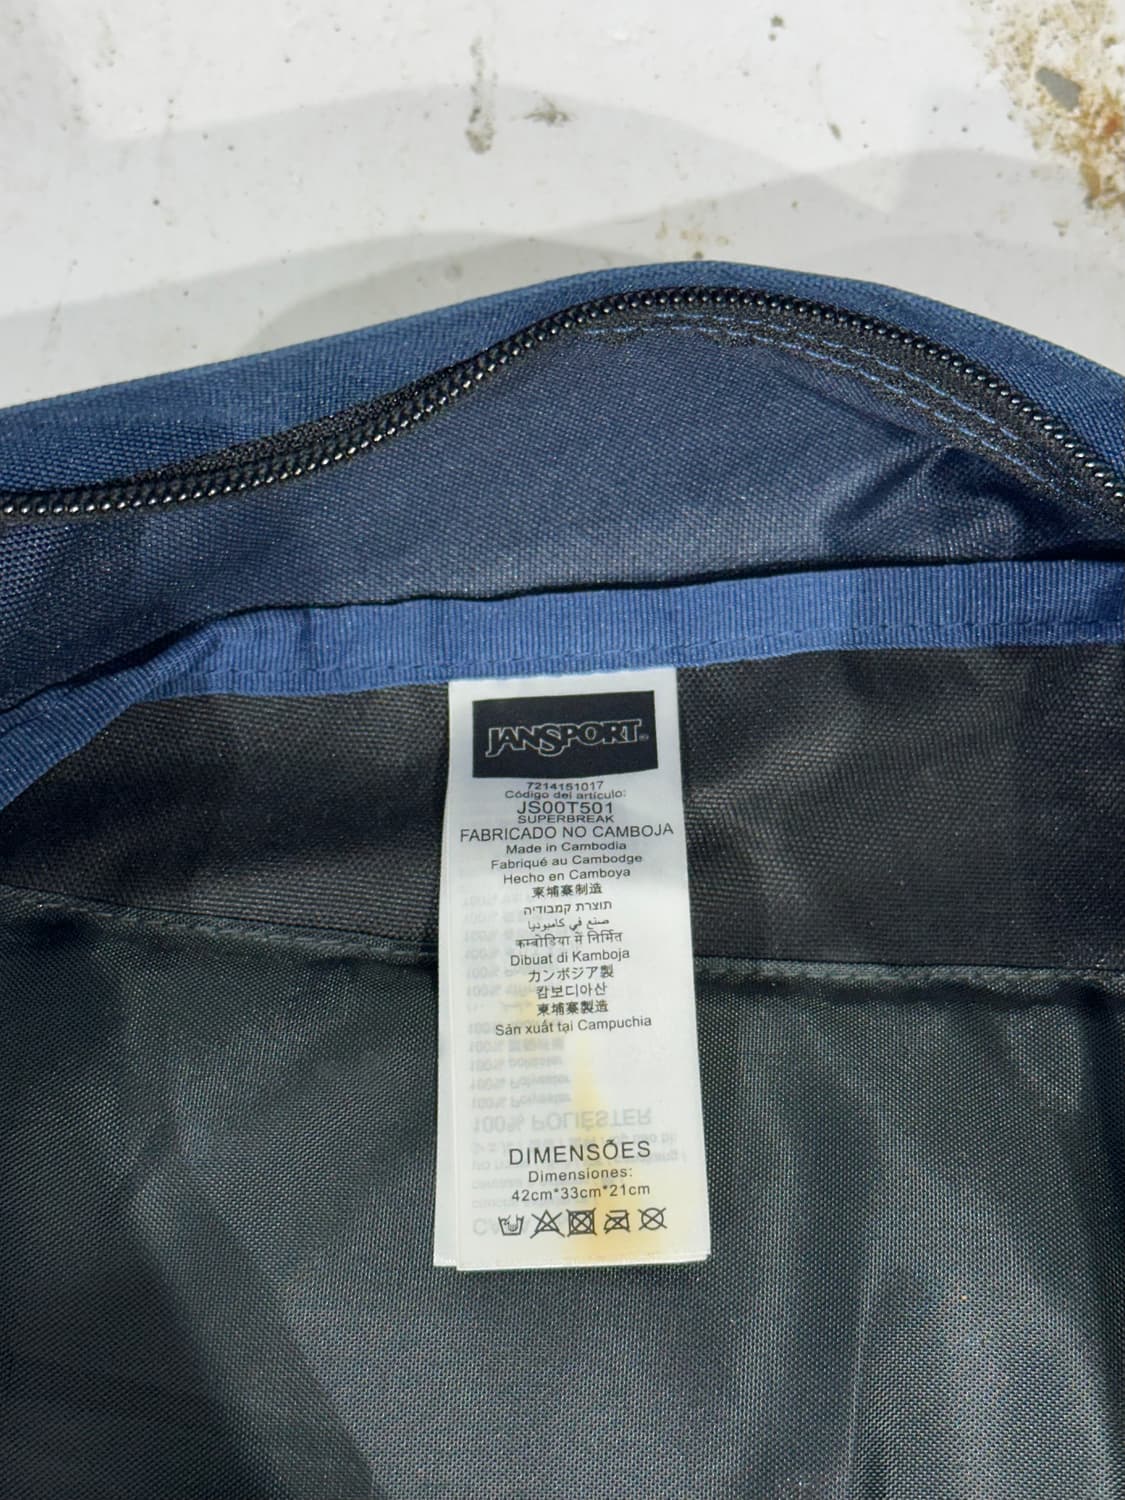 JANSPORT
7214151017
Código del artículo:
JS00T501
SUPERBREAK
FABRICADO NO CAMBOJA
Made in Cambodia
Fabriqué au Cambodge
Hecho en Camboya
柬埔寨制造
תוצרת קמבודיה
صنع في كامبوديا
कम्बोडिया में निर्मित
Dibuat di Kamboja
カンボジア製
캄보디아산
柬埔寨製造
Sản xuất tại Campuchia
100% POLIÉSTER
DIMENSÕES
Dimensiones:
42cm*33cm*21cm